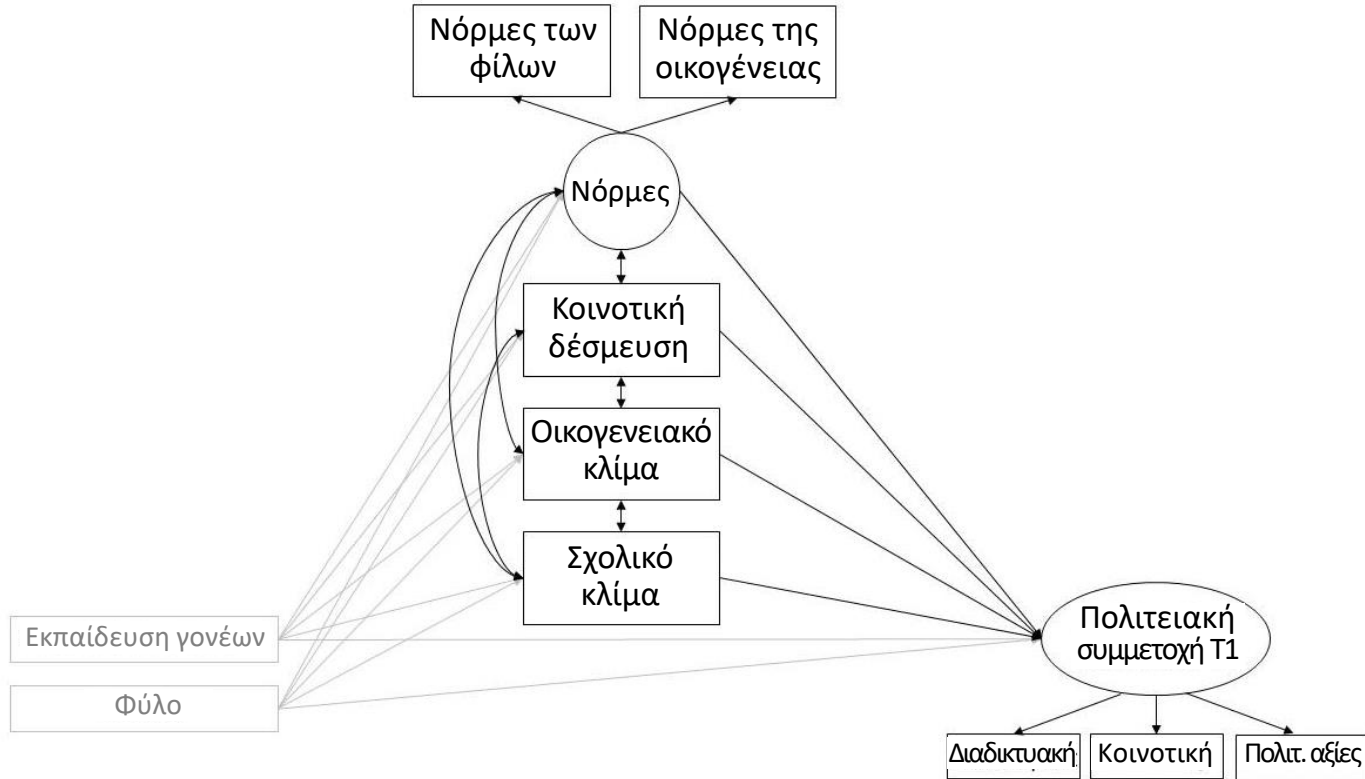 Νόρμες των
φίλων
Νόρμες της
οικογένειας
Νόρμες
Κοινοτική
δέσμευση
Οικογενειακό
κλίμα
Σχολικό
κλίμα
Εκπαίδευση γονέων
Φύλο
Πολιτειακή
συμμετοχή Τ1
Διαδικτυακή
Κοινοτική
Πολιτ. αξίες